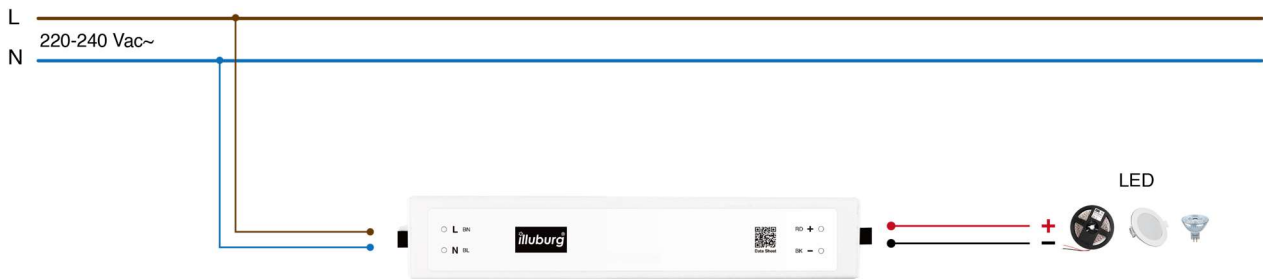 L
220-240 Vac~
N
LED
L BN
N BL
illuburg
Data Sheet
RD +
BK −
+
−